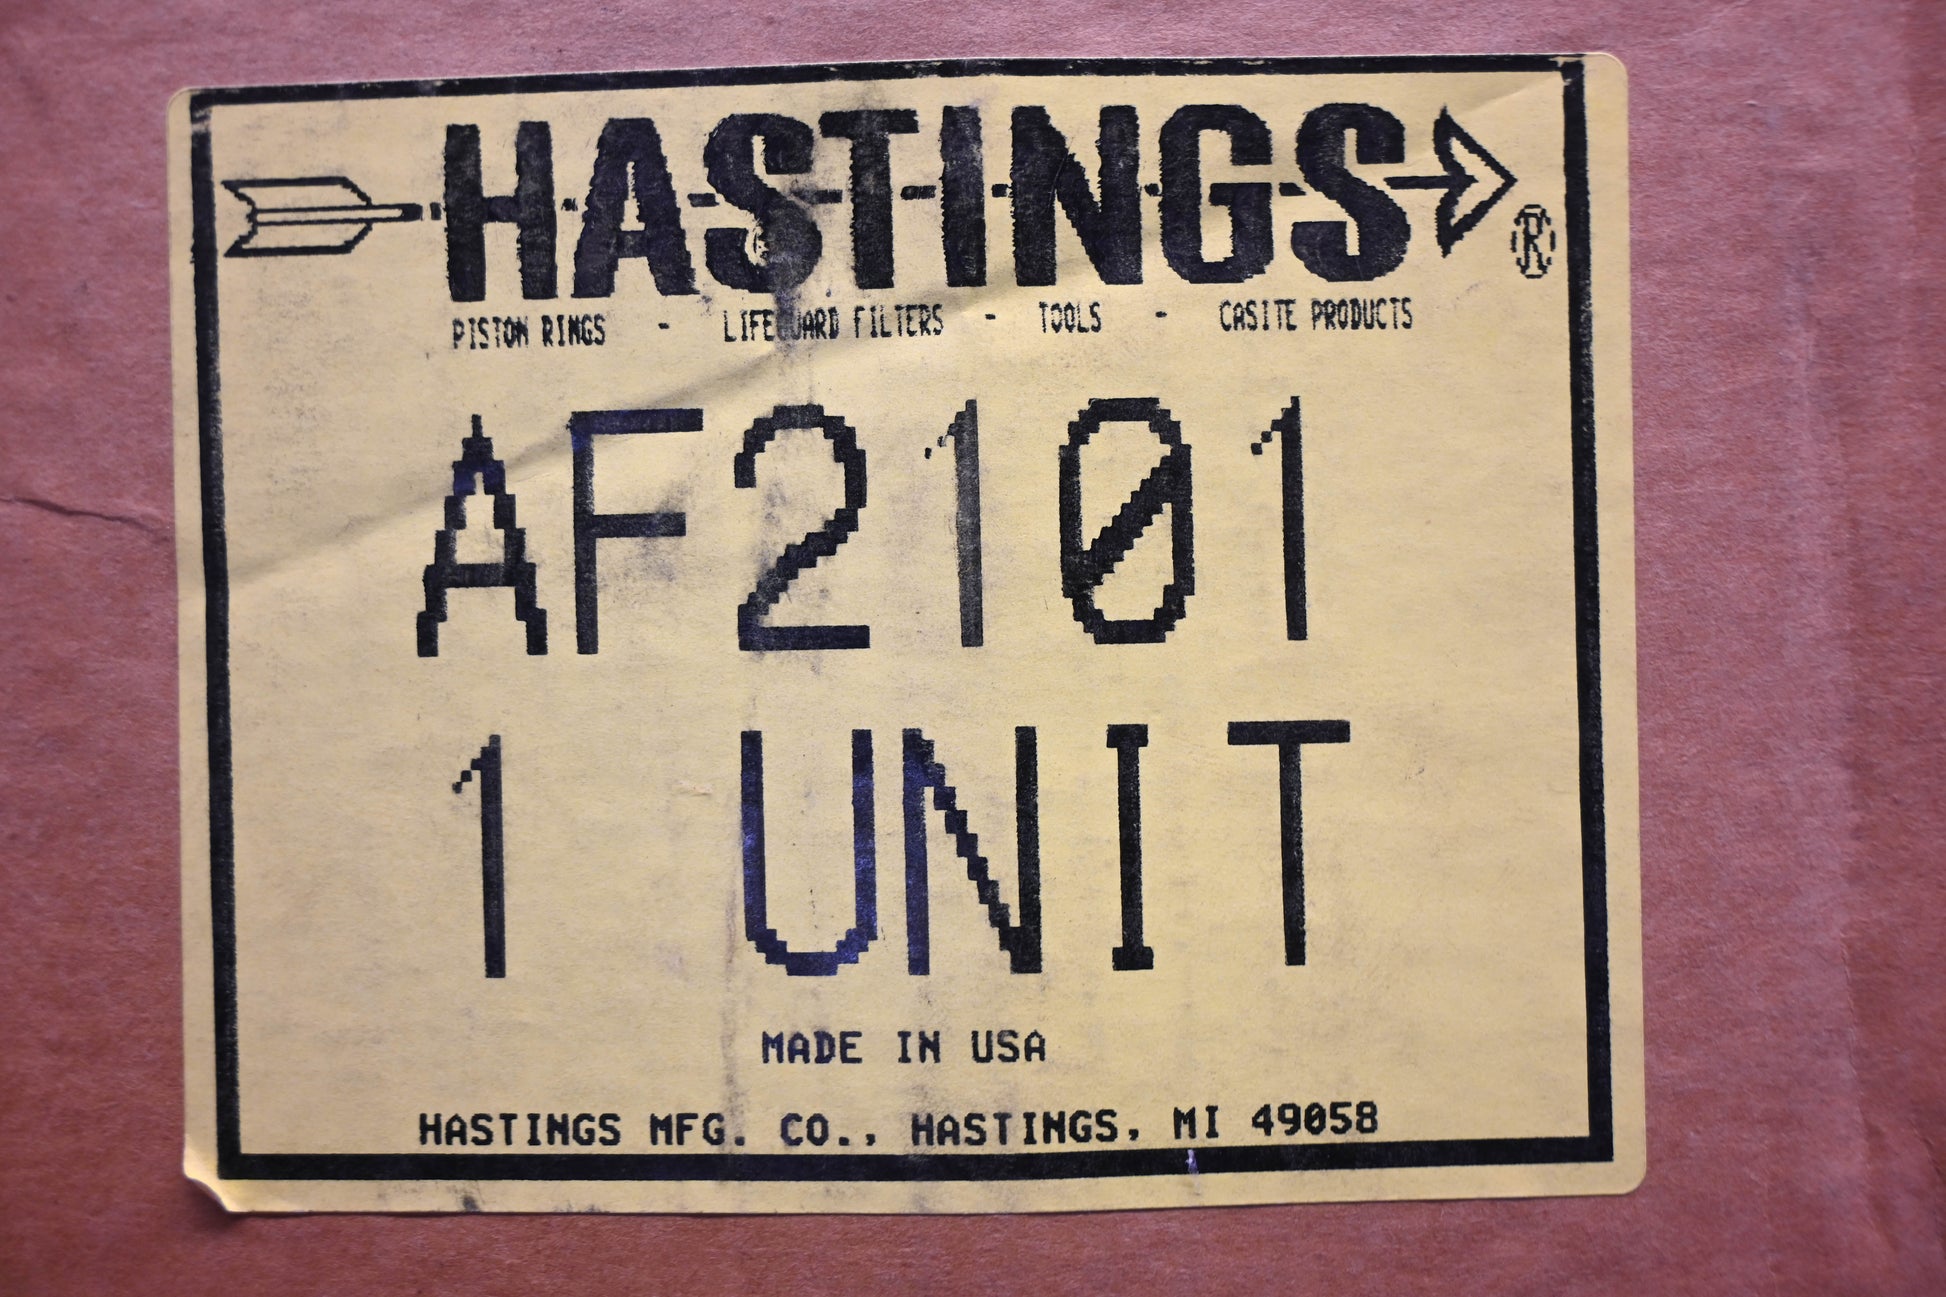 HASTINGS ®
PISTON RINGS - LIFEGUARD FILTERS - TOOLS - CASITE PRODUCTS
AF2101
1 UNIT
MADE IN USA
HASTINGS MFG. CO., HASTINGS, MI 49058